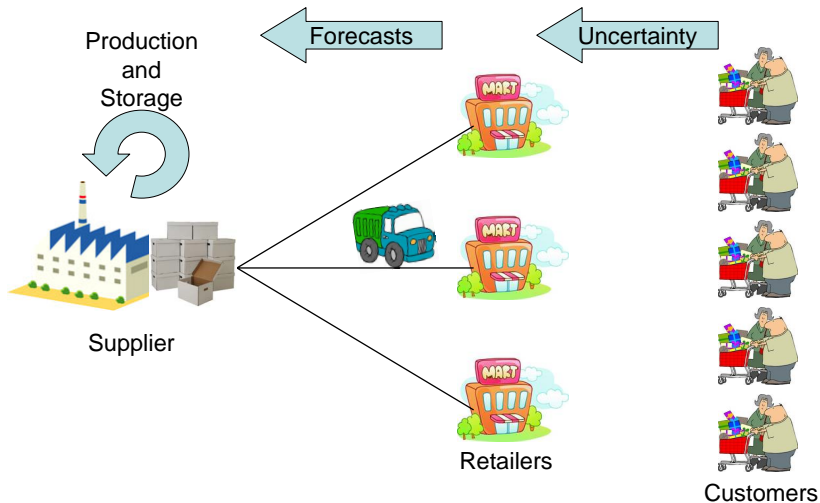 Production
and
Storage
Forecasts
Uncertainty
MART
MART
MART
Supplier
Retailers
Customers